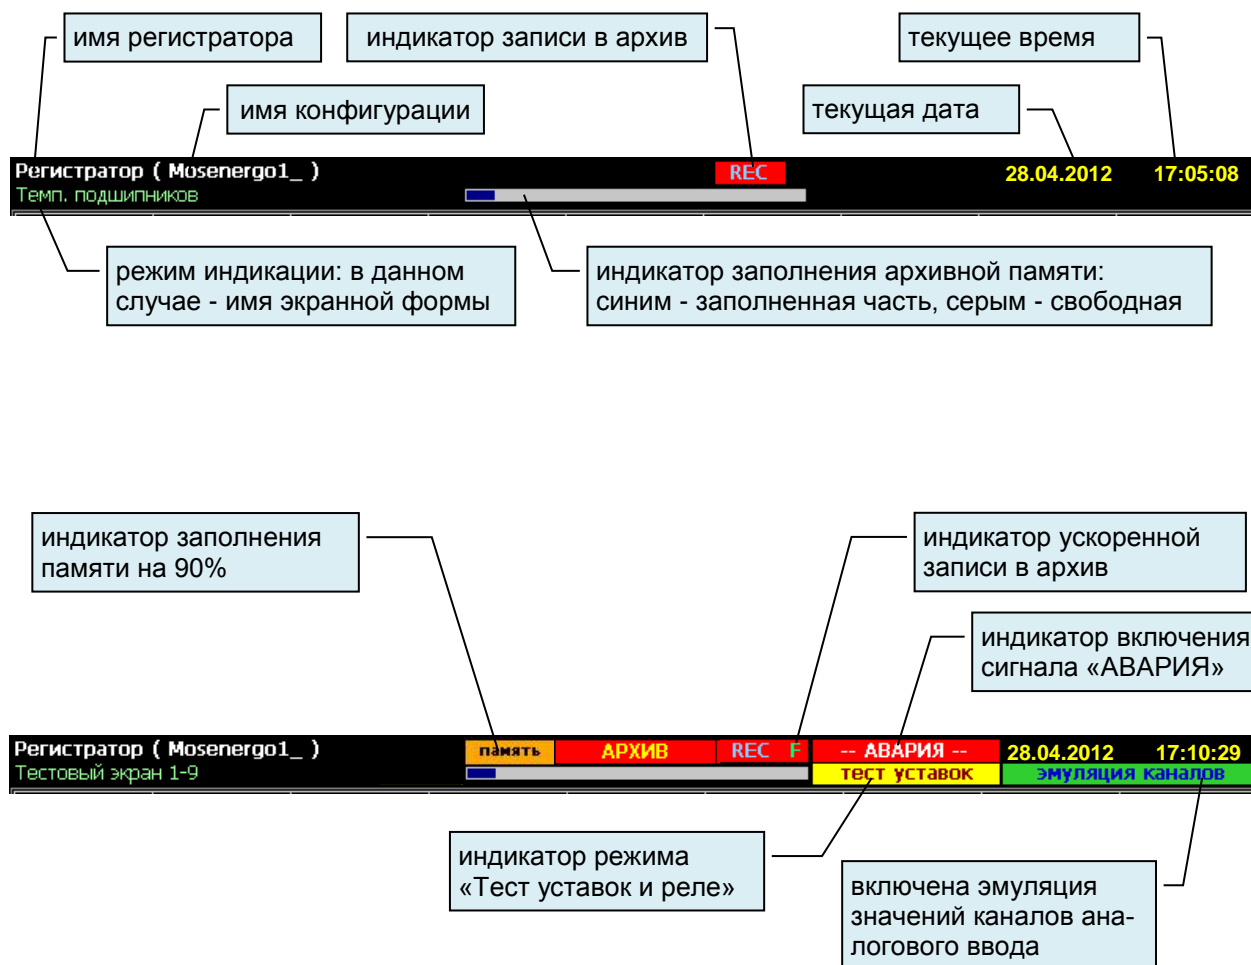 имя регистратора
индикатор записи в архив
текущее время
имя конфигурации
текущая дата
Регистратор ( Mosenergo1_ )
REC
28.04.2012
17:05:08
Темп. подшипников
режим индикации: в данном
случае - имя экранной формы
индикатор заполнения архивной памяти:
синим - заполненная часть, серым - свободная
индикатор заполнения
памяти на 90%
индикатор ускоренной
записи в архив
индикатор включения
сигнала «АВАРИЯ»
Регистратор ( Mosenergo1_ )
память
АРХИВ
REC F
-- АВАРИЯ --
28.04.2012
17:10:29
Тестовый экран 1-9
тест уставок
эмуляция каналов
индикатор режима
«Тест уставок и реле»
включена эмуляция
значений каналов ана-
логового ввода